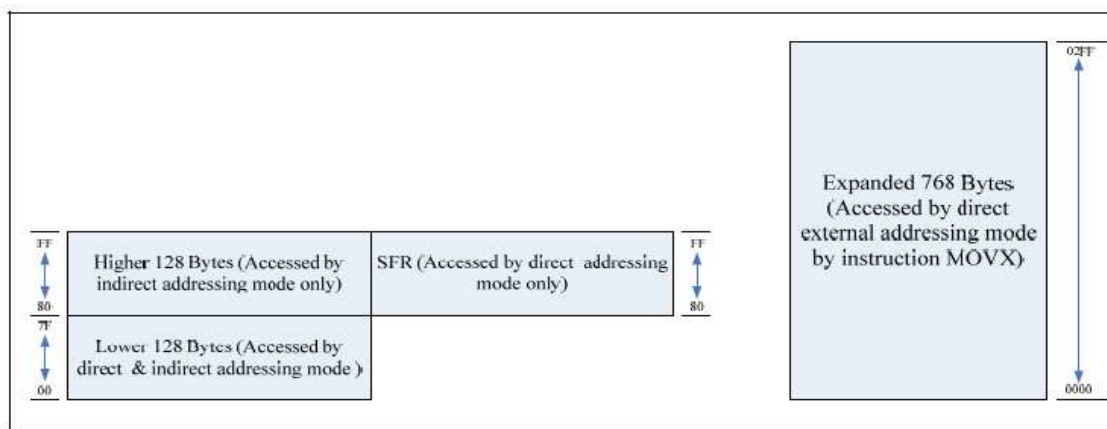 FF
80
7F
00
Higher 128 Bytes (Accessed by
indirect addressing mode only)
SFR (Accessed by direct addressing
mode only)
Lower 128 Bytes (Accessed by
direct & indirect addressing mode )
FF
80
Expanded 768 Bytes
(Accessed by direct
external addressing mode
by instruction MOVX)
02FF
0000